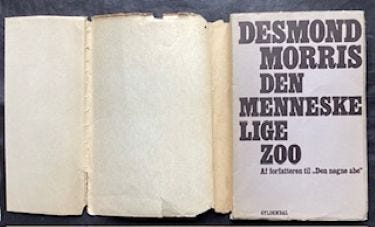 DESMOND
MORRIS
DEN
MENNESKE
LIGE
ZOO
Af forfatteren til „Den nøgne abe"
GYLDENDAL